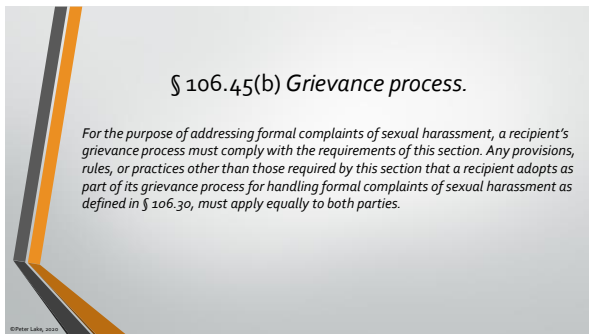 § 106.45(b) Grievance process.
For the purpose of addressing formal complaints of sexual harassment, a recipient's
grievance process must comply with the requirements of this section. Any provisions,
rules, or practices other than those required by this section that a recipient adopts as
part of its grievance process for handling formal complaints of sexual harassment as
defined in § 106.30, must apply equally to both parties.
©Peter Lake, 2020